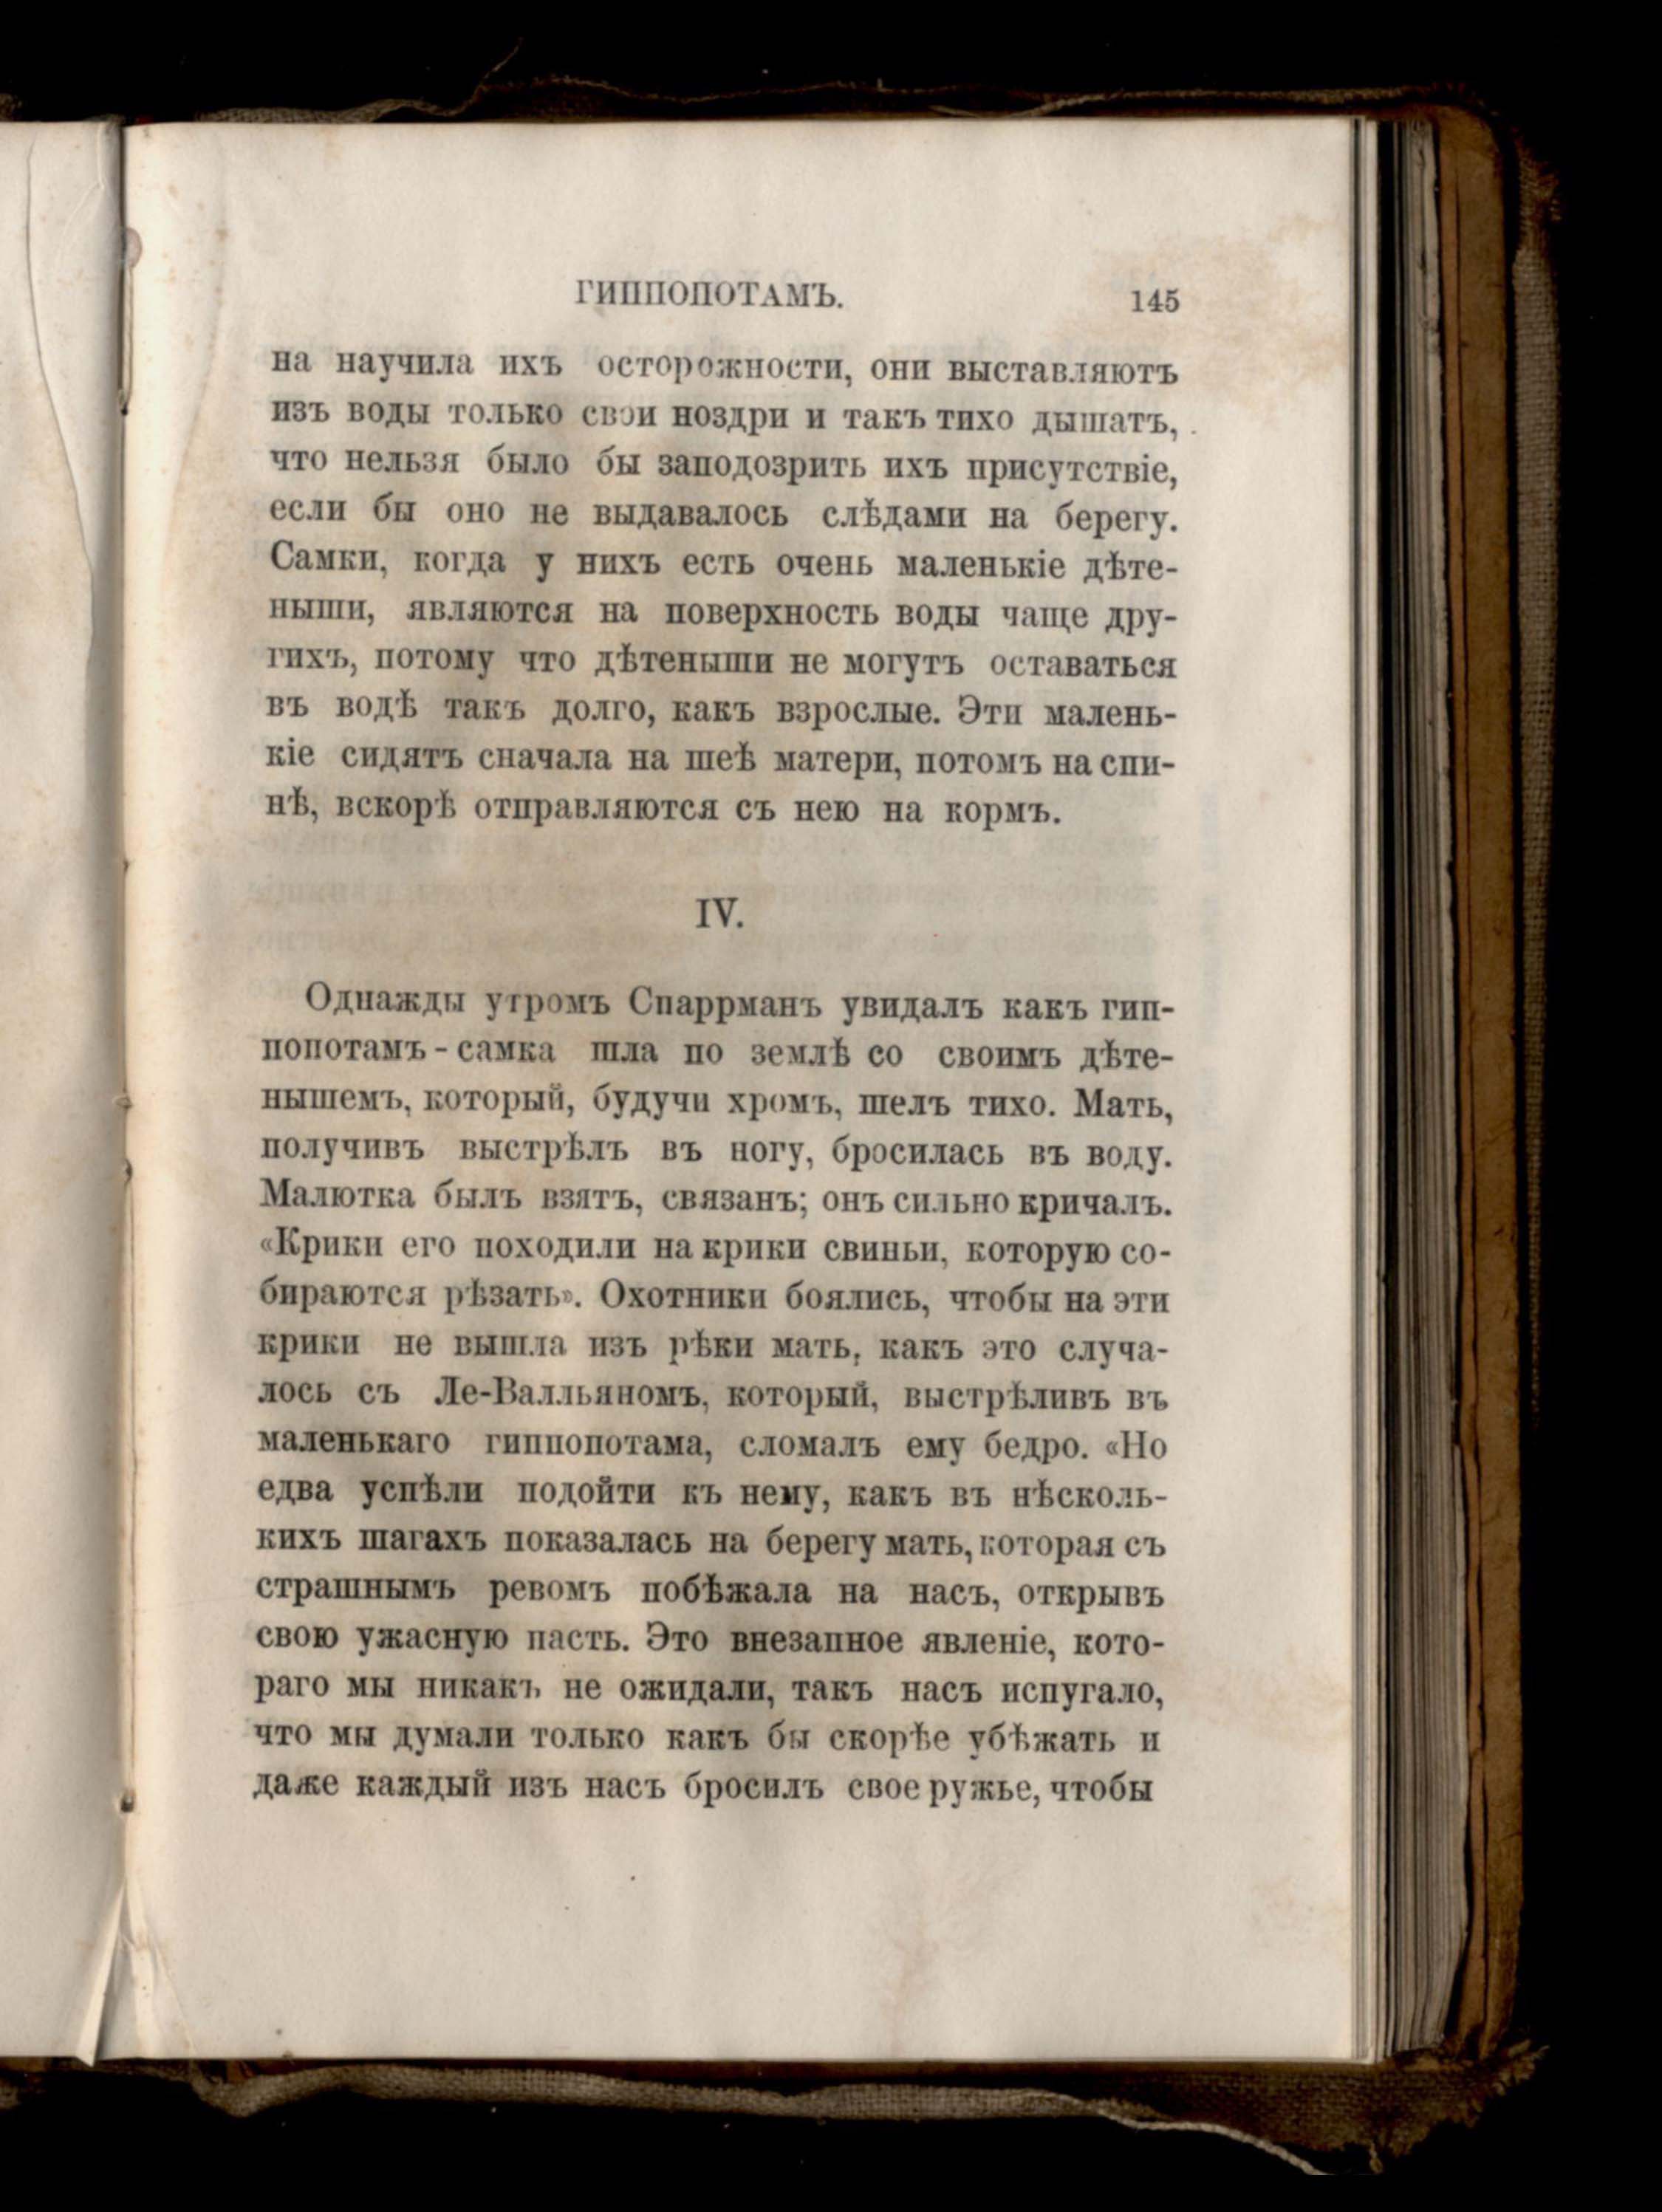 ГИППОПОТАМЪ. 145
на научила ихъ осторожности, они выставляютъ
изъ воды только свои ноздри и такъ тихо дышатъ,
что нельзя было бы заподозрить ихъ присутствіе,
если бы оно не выдавалось слѣдами на берегу.
Самки, когда у нихъ есть очень маленькіе дѣте-
ныши, являются на поверхность воды чаще дру-
гихъ, потому что дѣтеныши не могутъ оставаться
въ водѣ такъ долго, какъ взрослые. Эти малень-
кіе сидятъ сначала на шеѣ матери, потомъ на спи-
нѣ, вскорѣ отправляются съ нею на кормъ.
IV.
Однажды утромъ Спаррманъ увидалъ какъ гип-
попотамъ-самка шла по землѣ со своимъ дѣте-
нышемъ, который, будучи хромъ, шелъ тихо. Мать,
получивъ выстрѣлъ въ ногу, бросилась въ воду.
Малютка былъ взятъ, связанъ; онъ сильно кричалъ.
«Крики его походили на крики свиньи, которую со-
бираются рѣзать». Охотники боялись, чтобы на эти
крики не вышла изъ рѣки мать, какъ это случа-
лось съ Ле-Валльяномъ, который, выстрѣливъ въ
маленькаго гиппопотама, сломалъ ему бедро. «Но
едва успѣли подойти къ нему, какъ въ нѣсколь-
кихъ шагахъ показалась на берегу мать, которая съ
страшнымъ ревомъ побѣжала на насъ, открывъ
свою ужасную пасть. Это внезапное явленіе, кото-
раго мы никакъ не ожидали, такъ насъ испугало,
что мы думали только какъ бы скорѣе убѣжать и
даже каждый изъ насъ бросилъ свое ружье, чтобы